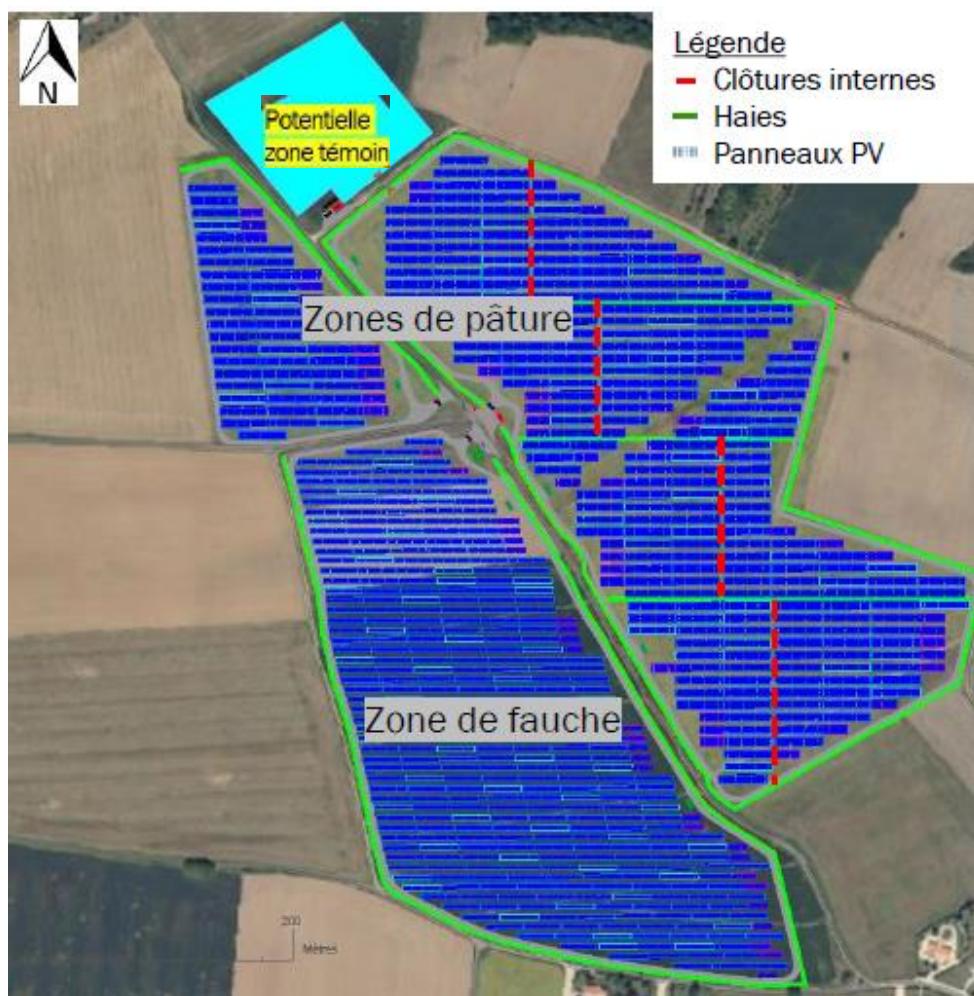 N
Légende
Clôtures internes
Haies
Panneaux PV
Potentielle
zone témoin
Zones de pâture
Zone de fauche
200
Mètres